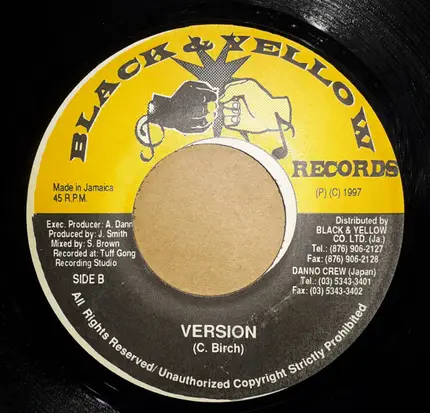 BLACK & YELLOW
RECORDS
Made in Jamaica
45 R.P.M.
(P) (C) 1997
Exec. Producer: A. Dann
Produced by: J. Smith
Mixed by: S. Brown
Recorded at: Tuff Gong
Recording Studio
SIDE B
Distributed by
BLACK & YELLOW
CO. LTD. (Ja.)
Tel.: (876) 906-2127
Fax: (876) 906-2128
DANNO CREW (Japan)
Tel.: (03) 5343-3401
Fax: (03) 5343-3402
VERSION
(C. Birch)
All Rights Reserved/ Unauthorized Copyright Strictly Prohibited